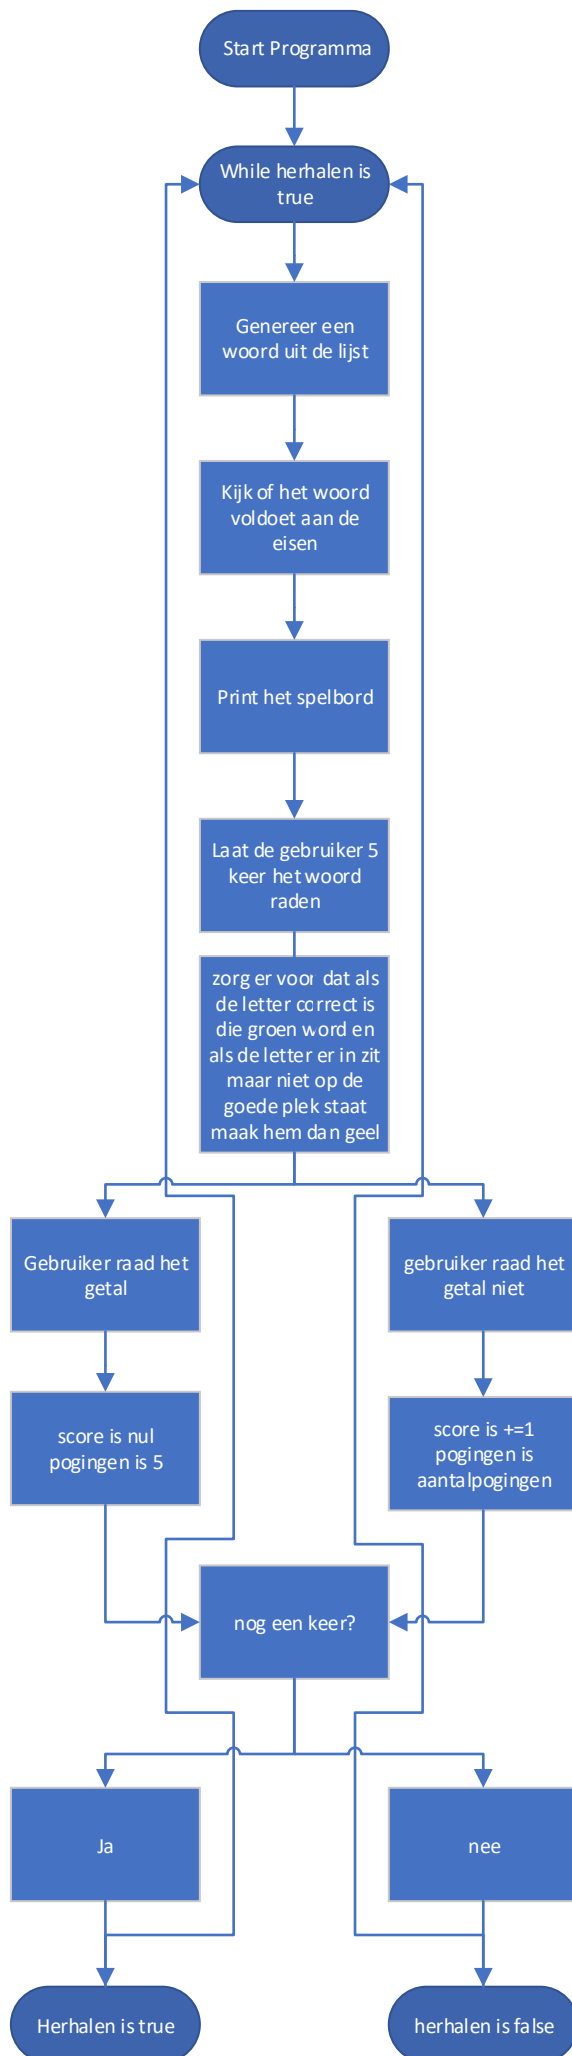 Start Programma
While herhalen is
true
Genereer een
woord uit de lijst
Kijk of het woord
voldoet aan de
eisen
Print het spelbord
Laat de gebruiker 5
keer het woord
raden
zorg er voor dat als
de letter correct is
die groen word en
als de letter er in zit
maar niet op de
goede plek staat
maak hem dan geel
Gebruiker raad het
getal
gebruiker raad het
getal niet
score is nul
pogingen is 5
score is +=1
pogingen is
aantalpogingen
nog een keer?
Ja
nee
Herhalen is true
herhalen is false